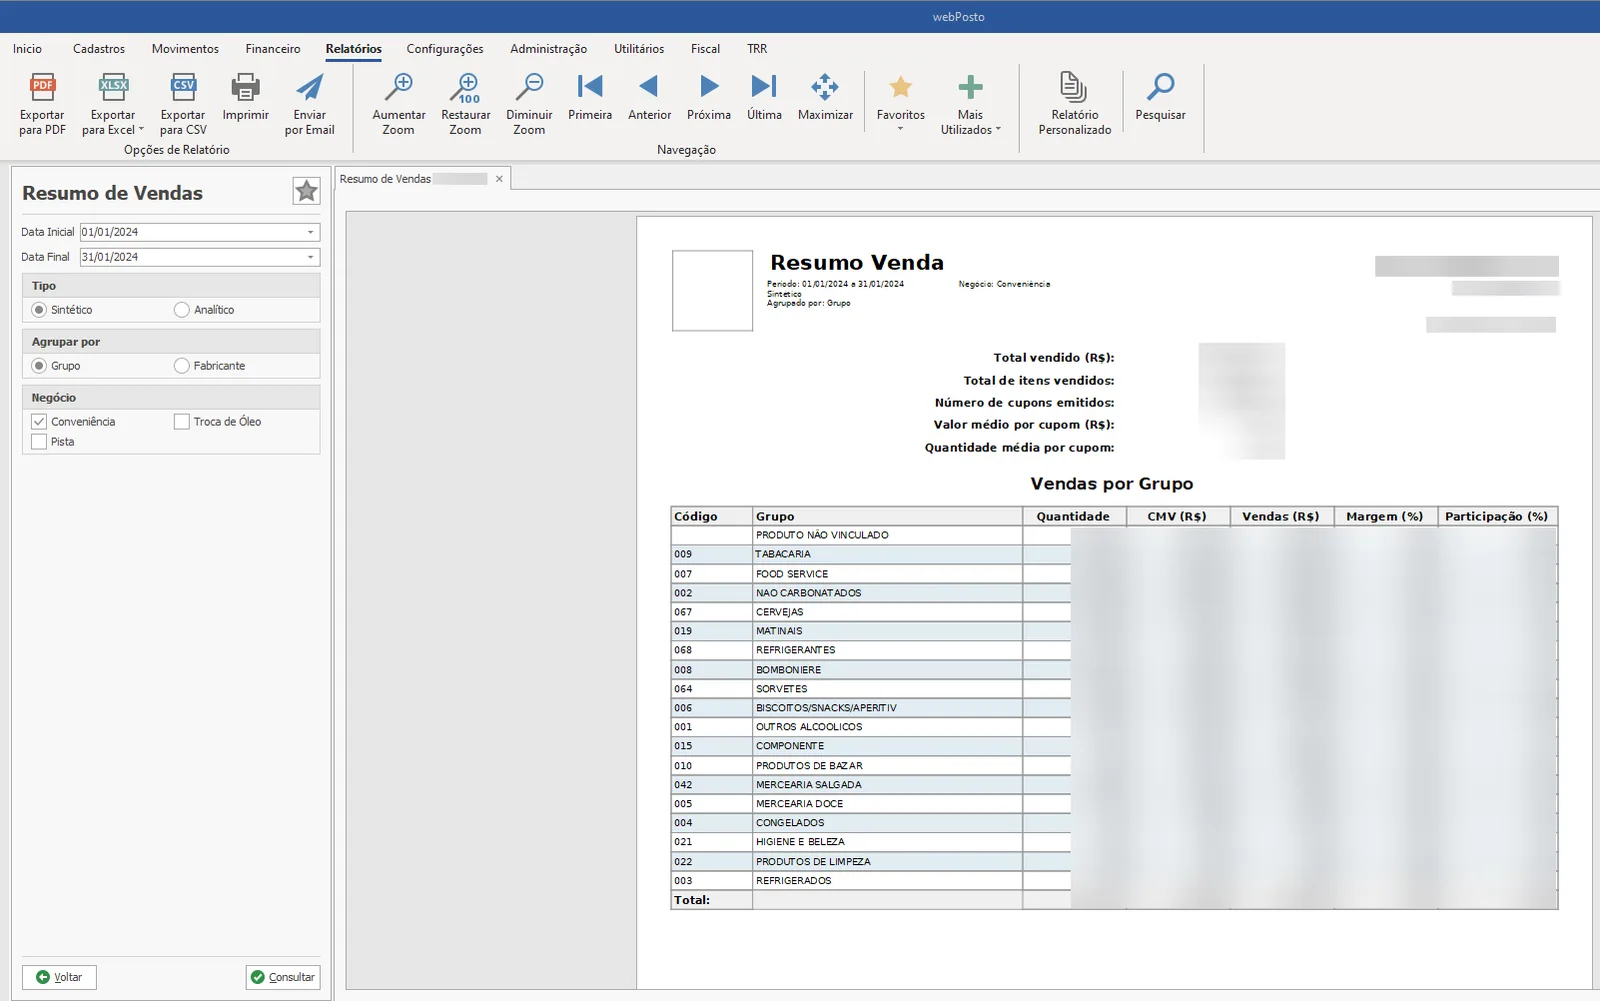 webPosto
Inicio Cadastros Movimentos Financeiro Relatórios Configurações Administração Utilitários Fiscal TRR
PDF XLSX CSV 100
Exportar para PDF
Exportar para Excel
Exportar para CSV
Imprimir
Enviar por Email
Aumentar Zoom
Restaurar Zoom
Diminuir Zoom
Primeira
Anterior
Próxima
Última
Maximizar
Favoritos
Mais Utilizados
Relatório Personalizado
Pesquisar
Opções de Relatório
Navegação
Resumo de Vendas
Data Inicial 01/01/2024
Data Final 31/01/2024
Tipo
Sintético Analítico
Agrupar por
Grupo Fabricante
Negócio
Conveniência Troca de Óleo
Pista
Voltar Consultar
Resumo de Vendas
Resumo Venda
Período: 01/01/2024 a 31/01/2024 Negócio: Conveniência
Sintético
Agrupado por: Grupo
Total vendido (R$):
Total de itens vendidos:
Número de cupons emitidos:
Valor médio por cupom (R$):
Quantidade média por cupom:
Vendas por Grupo
Código Grupo Quantidade CMV (R$) Vendas (R$) Margem (%) Participação (%)
PRODUTO NÃO VINCULADO
009 TABACARIA
007 FOOD SERVICE
002 NAO CARBONATADOS
067 CERVEJAS
019 MATINAIS
068 REFRIGERANTES
008 BOMBONIERE
064 SORVETES
006 BISCOITOS/SNACKS/APERITIV
001 OUTROS ALCOOLICOS
015 COMPONENTE
010 PRODUTOS DE BAZAR
042 MERCEARIA SALGADA
005 MERCEARIA DOCE
004 CONGELADOS
021 HIGIENE E BELEZA
022 PRODUTOS DE LIMPEZA
003 REFRIGERADOS
Total: